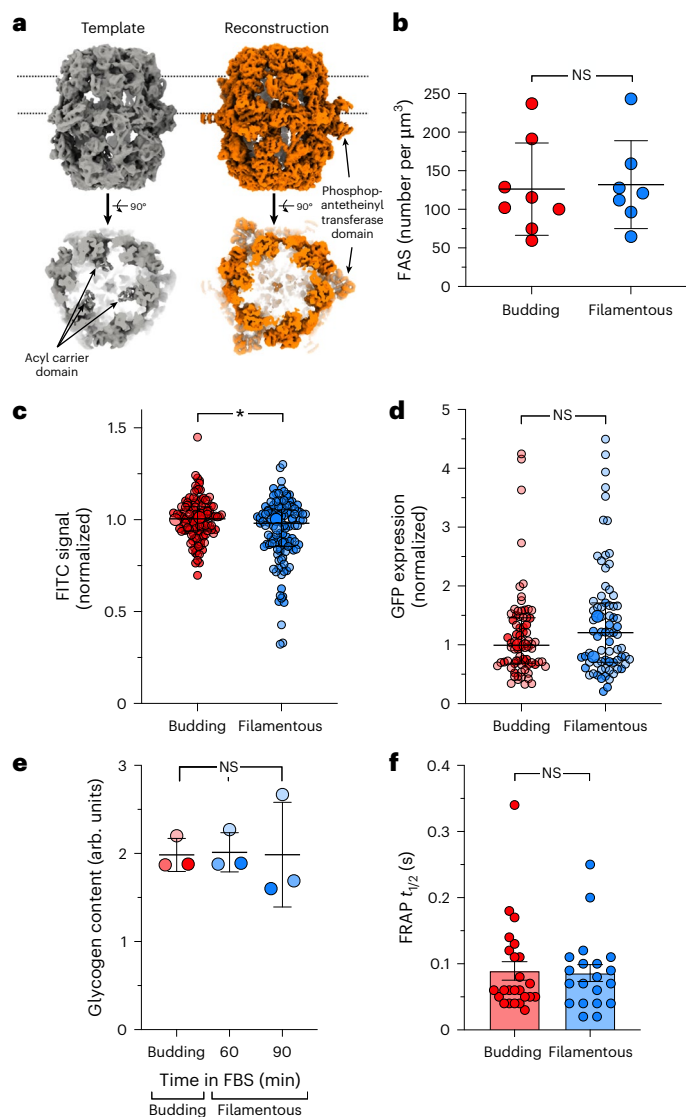 a
Template
Reconstruction
90°
90°
Phosphop-
antetheinyl
transferase
domain
Acyl carrier
domain
b
NS
FAS (number per μm³)
250
200
150
100
50
0
Budding
Filamentous
c
*
FITC signal
(normalized)
1.5
1.0
0.5
0
Budding
Filamentous
d
NS
GFP expression
(normalized)
5
4
3
2
1
0
Budding
Filamentous
e
NS
Glycogen content (arb. units)
3
2
1
0
Budding
60
90
Time in FBS (min)
Budding
Filamentous
f
NS
FRAP t1/2 (s)
0.4
0.3
0.2
0.1
0
Budding
Filamentous